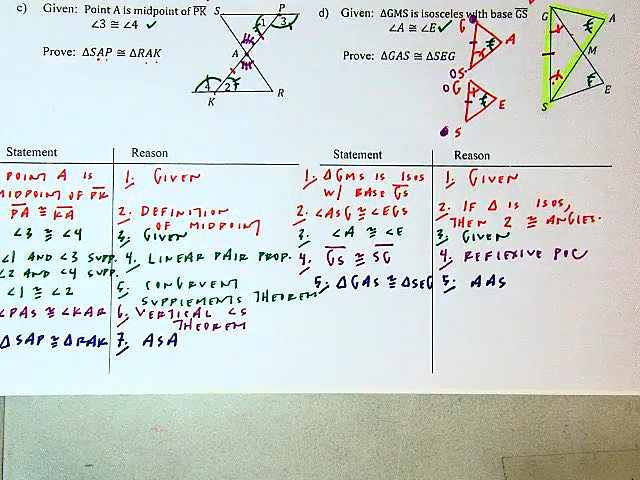 c) Given: Point A is midpoint of PK
∠3 ≅ ∠4 ✓
Prove: ΔSAP ≅ ΔRAK
S P
1 3
A
4 2
K R
Statement Reason
POINT A IS
MIDPOINT OF PK
1. GIVEN
PA ≅ KA
2. DEFINITION
OF MIDPOINT
∠3 ≅ ∠4
3. GIVEN
∠1 AND ∠3 SUPP.
∠2 AND ∠4 SUPP.
4. LINEAR PAIR PROP.
∠1 ≅ ∠2
5. CONGRUENT
SUPPLEMENTS THEOREM
∠PAS ≅ ∠KAR
6. VERTICAL ∠S
THEOREM
ΔSAP ≅ ΔRAK
7. ASA
d) Given: ΔGMS is isosceles with base GS
∠A ≅ ∠E ✓
Prove: ΔGAS ≅ ΔSEG
G
A
S
G
E
S
G A
M
E
S
Statement Reason
1. ΔGMS IS ISOS
W/ BASE GS
1. GIVEN
2. ∠ASG ≅ ∠EGS
2. IF Δ IS ISOS,
THEN 2 ≅ ANGLES.
3. ∠A ≅ ∠E
3. GIVEN
4. GS ≅ SG
4. REFLEXIVE POC
5. ΔGAS ≅ ΔSEG
5. AAS